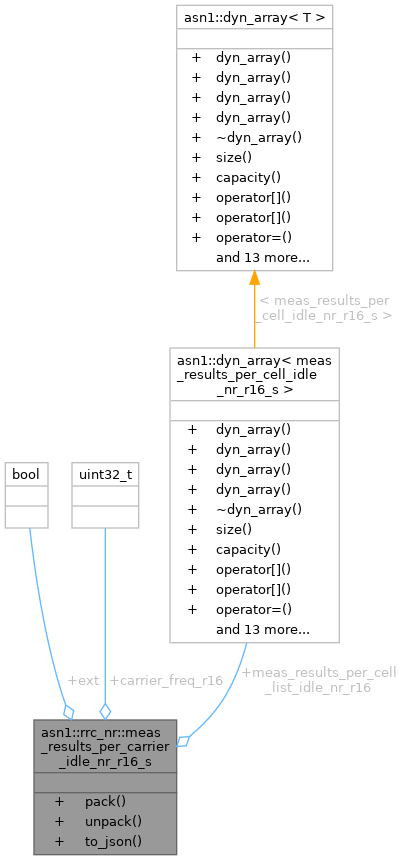 asn1::dyn_array< T >
+ dyn_array()
+ dyn_array()
+ dyn_array()
+ dyn_array()
+ ~dyn_array()
+ size()
+ capacity()
+ operator[]()
+ operator[]()
+ operator=()
and 13 more...
< meas_results_per
_cell_idle_nr_r16_s >
asn1::dyn_array< meas
_results_per_cell_idle
_nr_r16_s >
+ dyn_array()
+ dyn_array()
+ dyn_array()
+ dyn_array()
+ ~dyn_array()
+ size()
+ capacity()
+ operator[]()
+ operator[]()
+ operator=()
and 13 more...
bool
uint32_t
+ext
+carrier_freq_r16
+meas_results_per_cell
_list_idle_nr_r16
asn1::rrc_nr::meas
_results_per_carrier
_idle_nr_r16_s
+ pack()
+ unpack()
+ to_json()